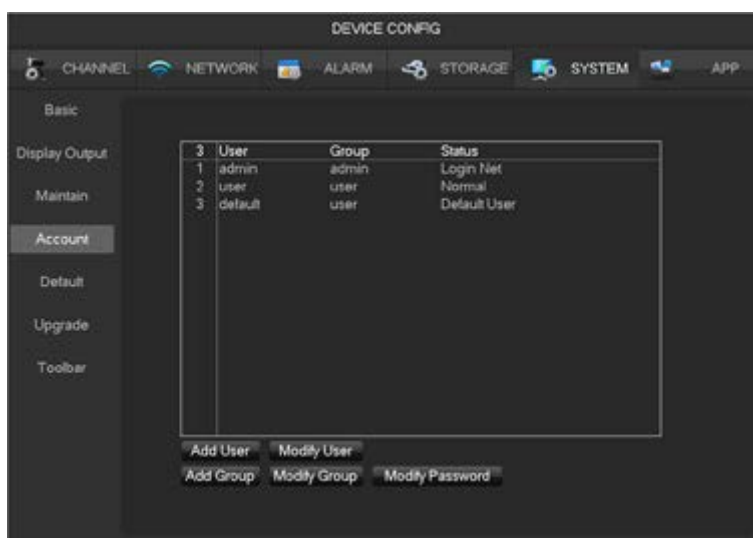 DEVICE CONFIG
CHANNEL NETWORK ALARM STORAGE SYSTEM APP
Basic
Display Output
Maintain
Account
Default
Upgrade
Toolbar
3 User Group Status
1 admin admin Login Net
2 user user Normal
3 default user Default User
Add User Modify User
Add Group Modify Group Modify Password